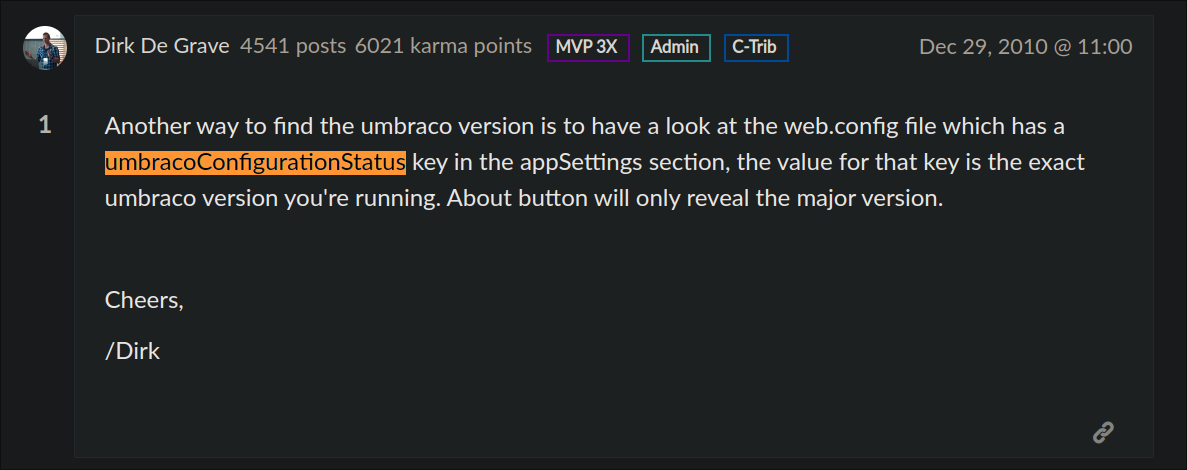 Dirk De Grave 4541 posts 6021 karma points MVP 3X Admin C-Trib Dec 29, 2010 @ 11:00
1
Another way to find the umbraco version is to have a look at the web.config file which has a
umbracoConfigurationStatus key in the appSettings section, the value for that key is the exact
umbraco version you're running. About button will only reveal the major version.
Cheers,
/Dirk